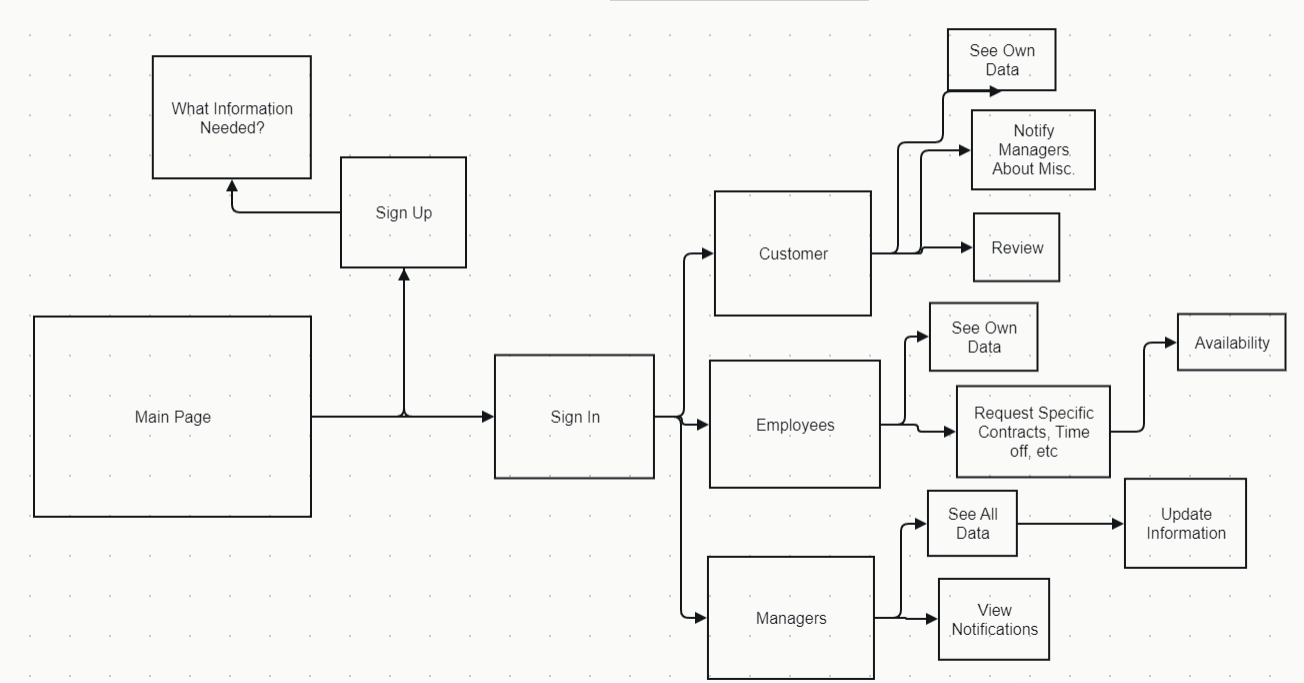 See Own
Data
What Information
Needed?
Notify
Managers
About Misc.
Sign Up
Customer
Review
See Own
Data
Availability
Main Page
Sign In
Employees
Request Specific
Contracts, Time
off, etc
See All
Data
Update
Information
Managers
View
Notifications